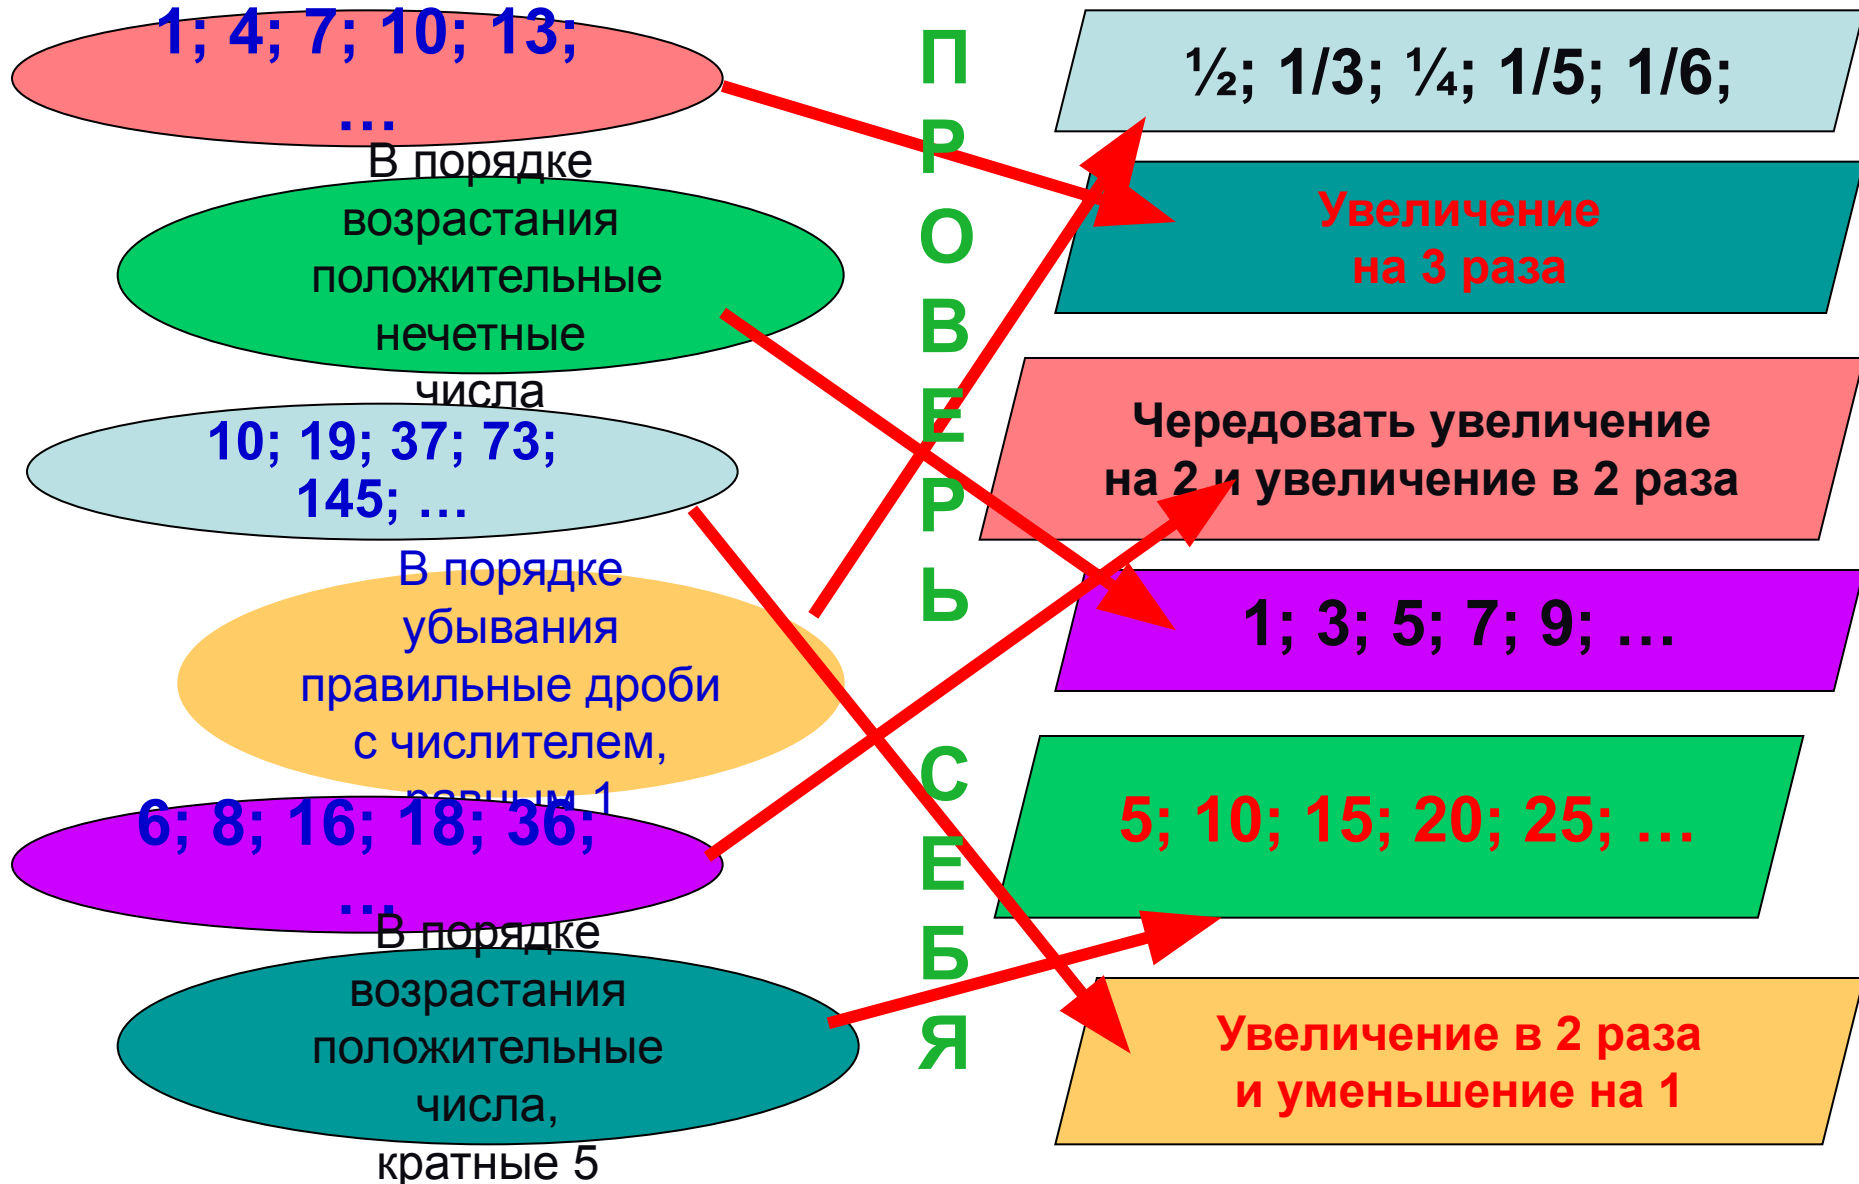 1; 4; 7; 10; 13;
…
В порядке
возрастания
положительные
нечетные
числа
10; 19; 37; 73;
145; …
В порядке
убывания
правильные дроби
с числителем,
равным 1
6; 8; 16; 18; 36;
…
В порядке
возрастания
положительные
числа,
кратные 5
П
Р
О
В
Е
Р
Ь
С
Е
Б
Я
½; 1/3; ¼; 1/5; 1/6;
Увеличение
на 3 раза
Чередовать увеличение
на 2 и увеличение в 2 раза
1; 3; 5; 7; 9; …
5; 10; 15; 20; 25; …
Увеличение в 2 раза
и уменьшение на 1